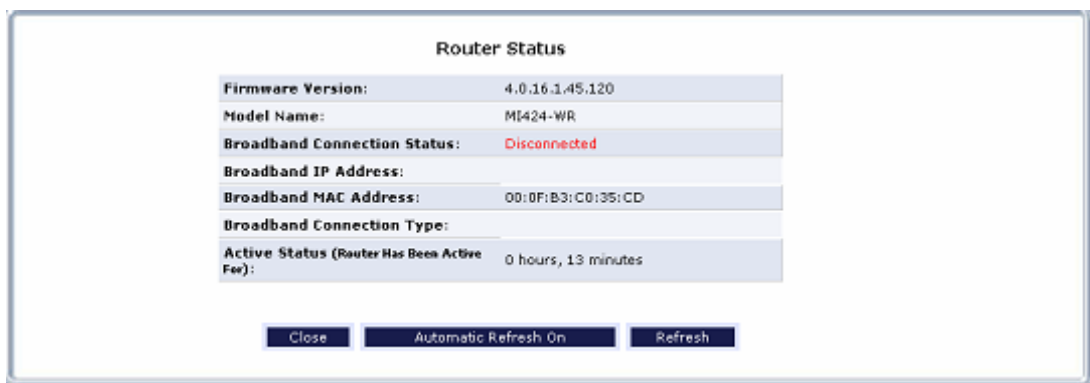 Router Status
Firmware Version: 4.0.16.1.45.120
Model Name: MI424-WR
Broadband Connection Status: Disconnected
Broadband IP Address:
Broadband MAC Address: 00:0F:B3:C0:35:CD
Broadband Connection Type:
Active Status (Router Has Been Active
For): 0 hours, 13 minutes
Close Automatic Refresh On Refresh